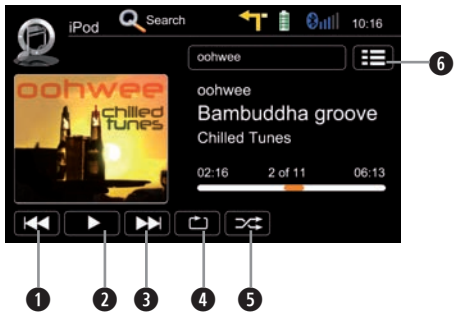 iPod Search 10:16
oohwee
oohwee
chilled
tunes
oohwee
Bambuddha groove
Chilled Tunes
02:16 2 of 11 06:13
6
1 2 3 4 5